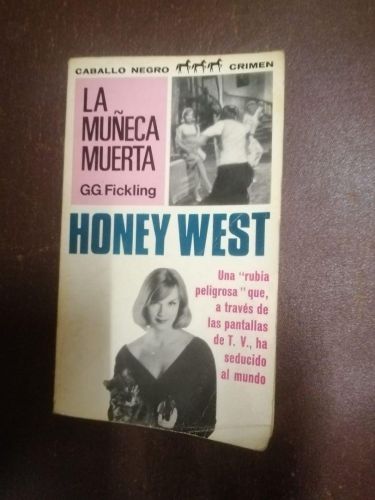 CABALLO NEGRO CRIMEN
LA
MUÑECA
MUERTA
G.G. Fickling
HONEY WEST
Una "rubia
peligrosa" que,
a través de
las pantallas
de T. V., ha
seducido
al mundo